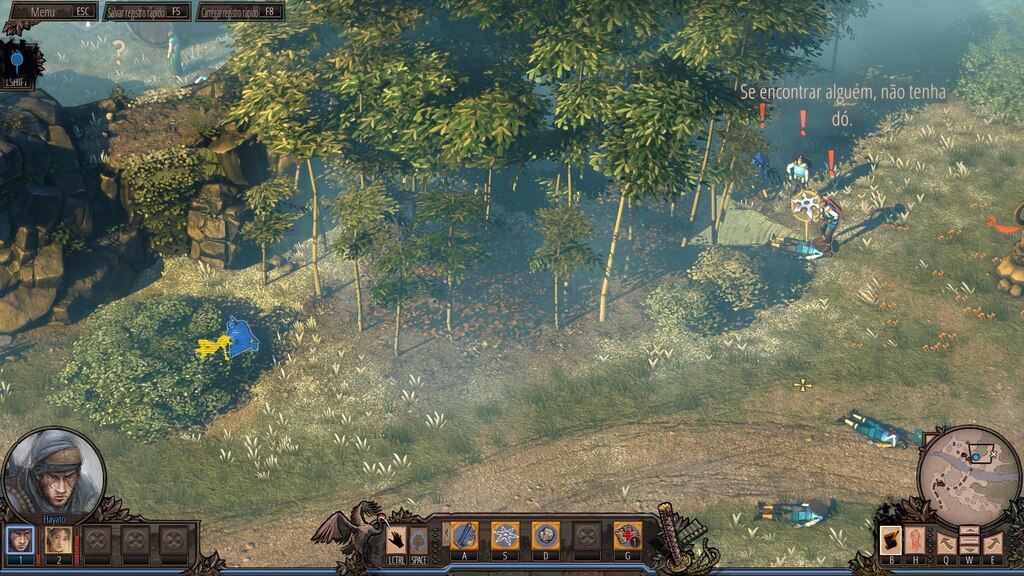 Menu ESC
Salvar registro rápido F5
Carregar registro rápido F8
?
LSHIFT
Se encontrar alguém, não tenha
dó.
! ! !
Hayato
1 2
LCTRL SPACE A S D G
1
B H Q W E